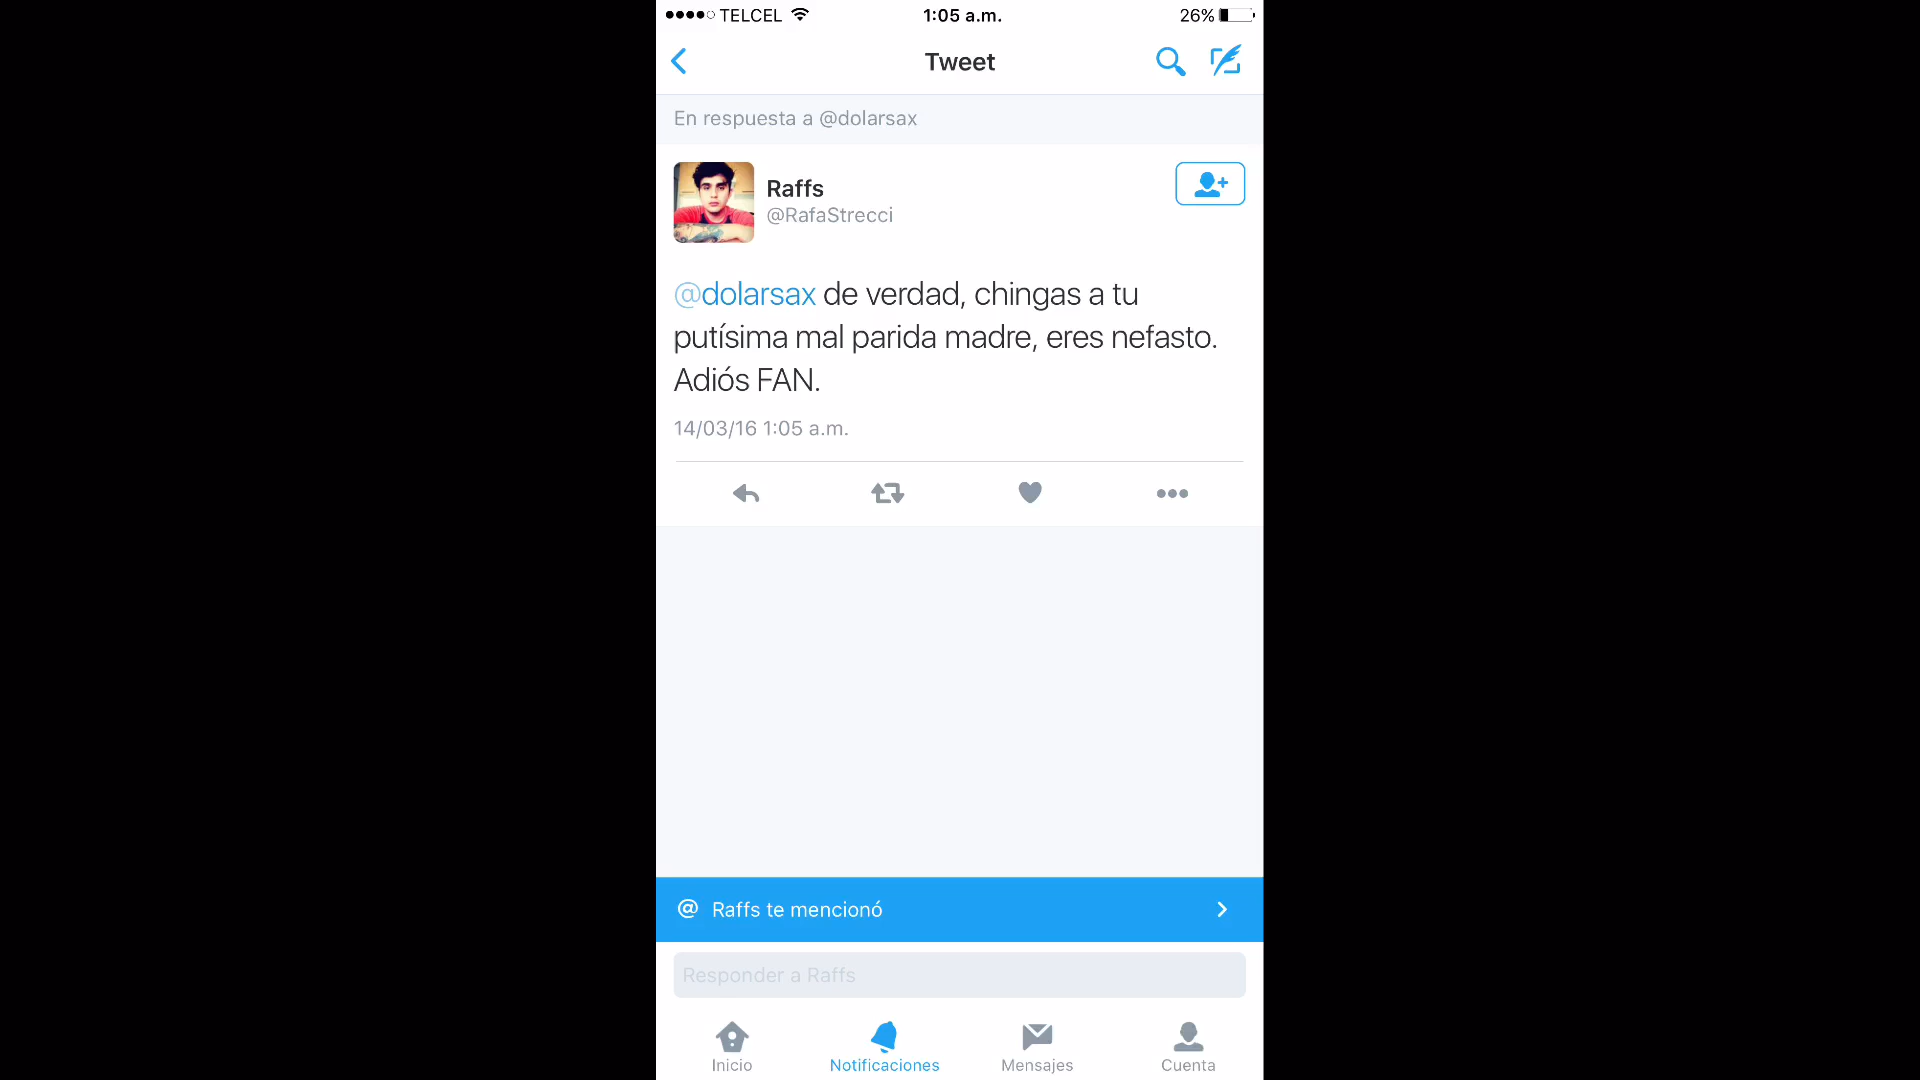 TELCEL 1:05 a.m. 26%
Tweet
En respuesta a @dolarsax
Raffs
@RafaStrecci
@dolarsax de verdad, chingas a tu
putísima mal parida madre, eres nefasto.
Adiós FAN.
14/03/16 1:05 a.m.
@ Raffs te mencionó
Responder a Raffs
Inicio Notificaciones Mensajes Cuenta